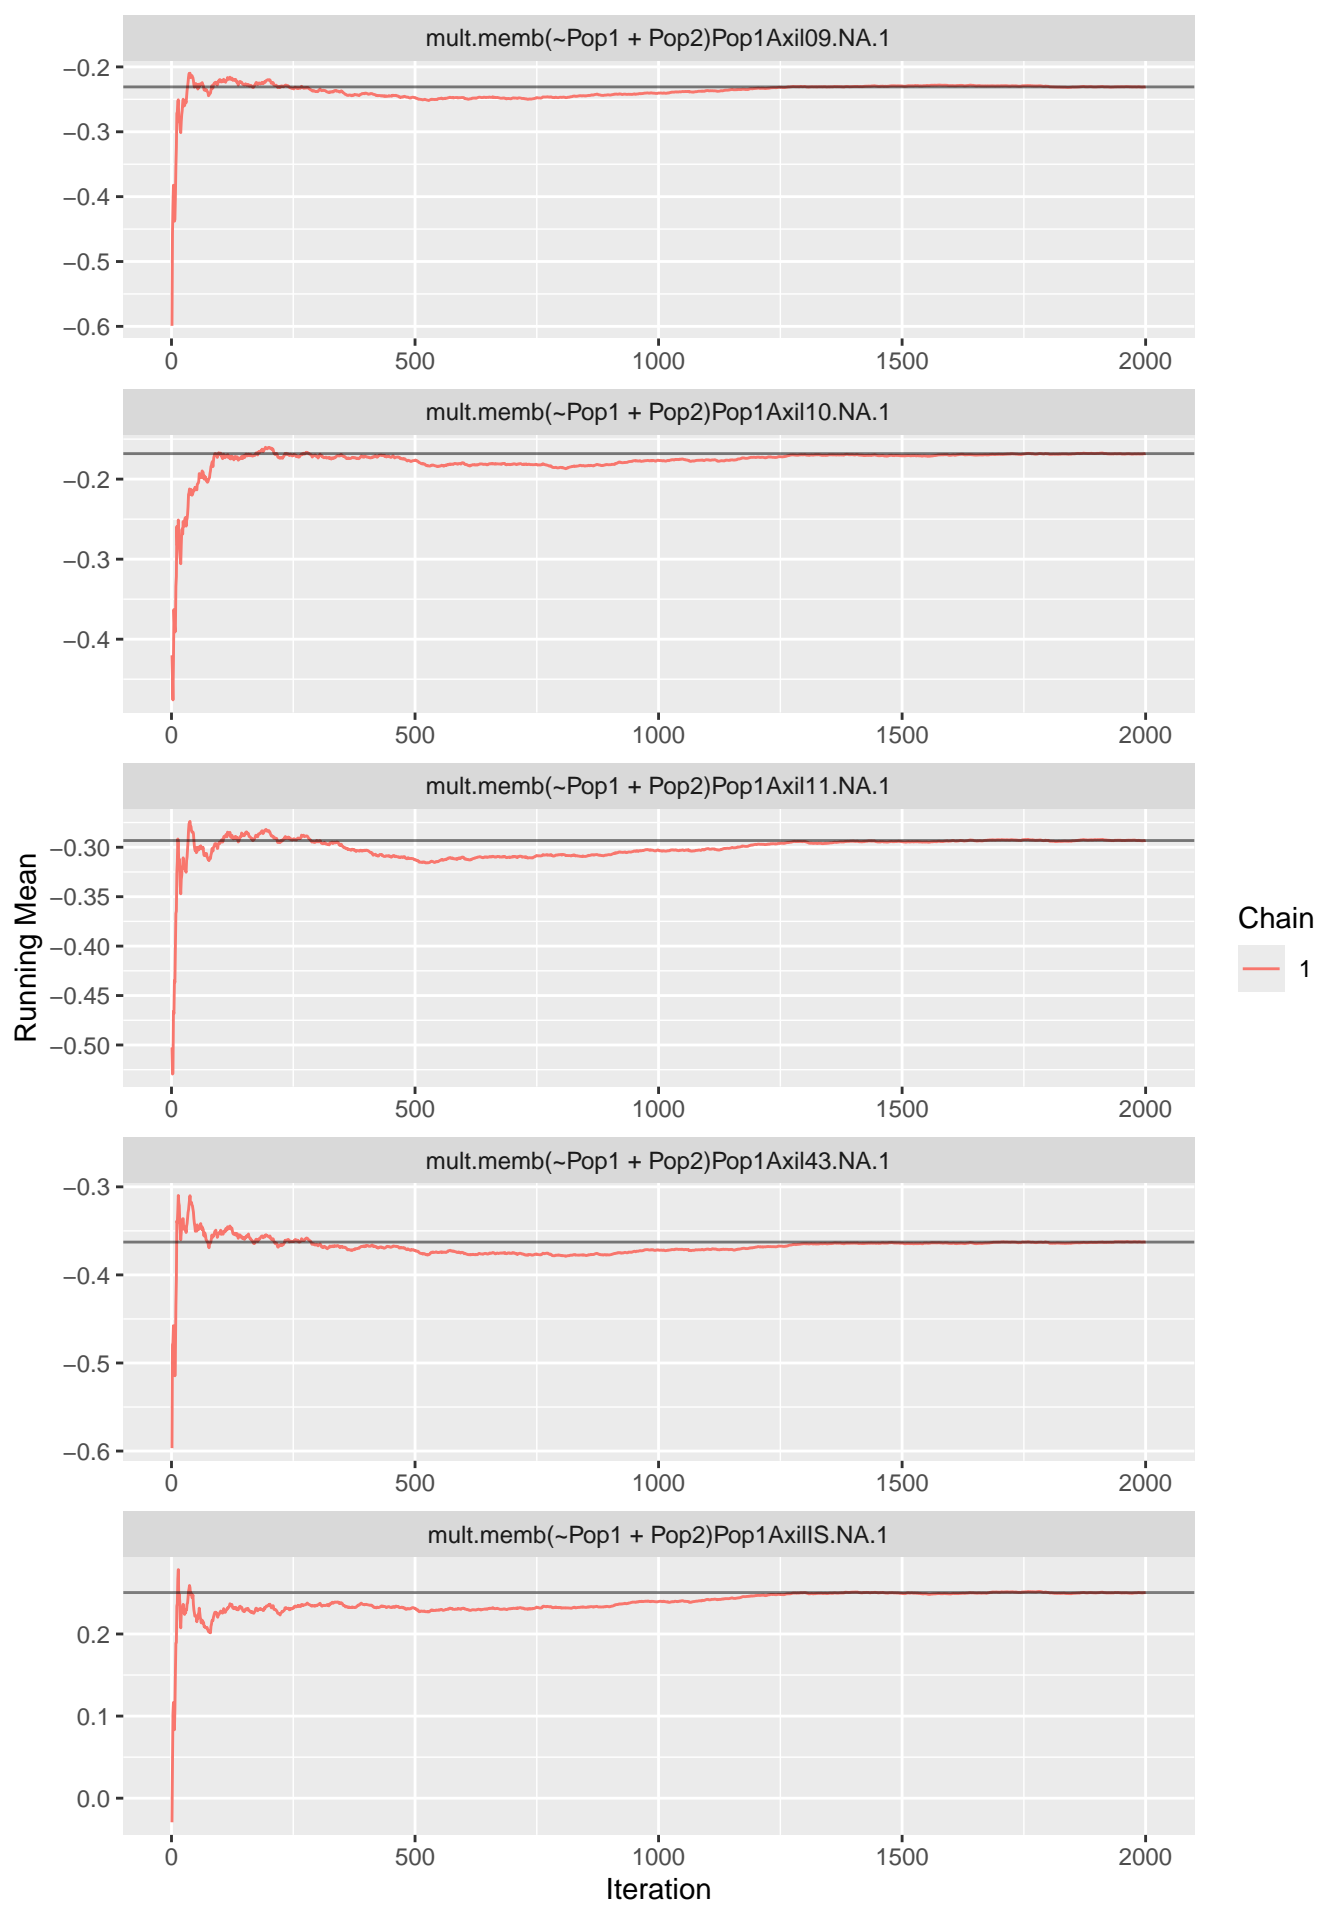 mult.memb(~Pop1 + Pop2)Pop1Axil09.NA.1
−0.2
−0.3
−0.4
−0.5
−0.6
0 500 1000 1500 2000
mult.memb(~Pop1 + Pop2)Pop1Axil10.NA.1
−0.2
−0.3
−0.4
0 500 1000 1500 2000
mult.memb(~Pop1 + Pop2)Pop1Axil11.NA.1
−0.30
−0.35
−0.40
−0.45
−0.50
0 500 1000 1500 2000
mult.memb(~Pop1 + Pop2)Pop1Axil43.NA.1
−0.3
−0.4
−0.5
−0.6
0 500 1000 1500 2000
mult.memb(~Pop1 + Pop2)Pop1AxilIS.NA.1
0.2
0.1
0.0
0 500 1000 1500 2000
Iteration
Running Mean
Chain
1